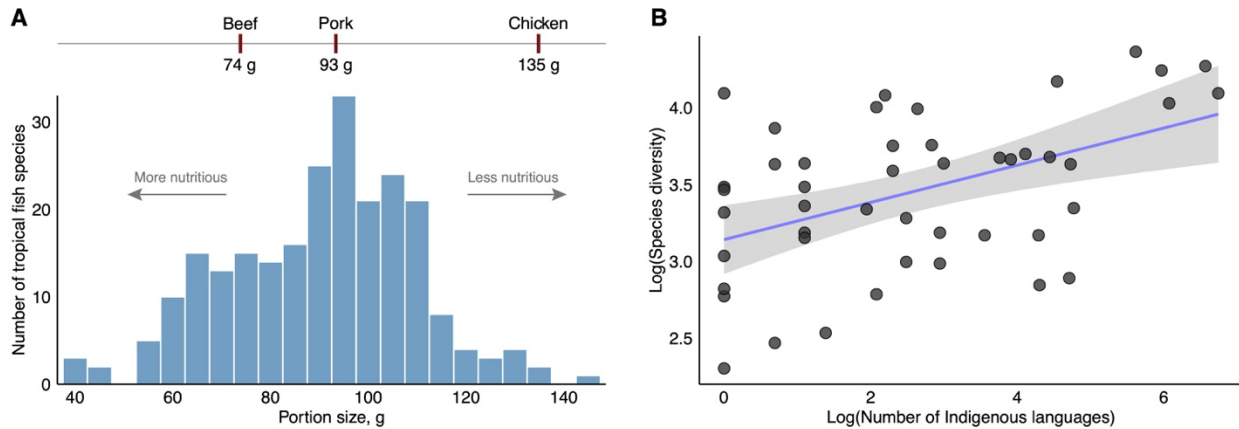 A
Beef Pork Chicken
74 g 93 g 135 g
Number of tropical fish species
30
20
10
0
More nutritious Less nutritious
40 60 80 100 120 140
Portion size, g
B
Log(Species diversity)
4.0
3.5
3.0
2.5
0 2 4 6
Log(Number of Indigenous languages)